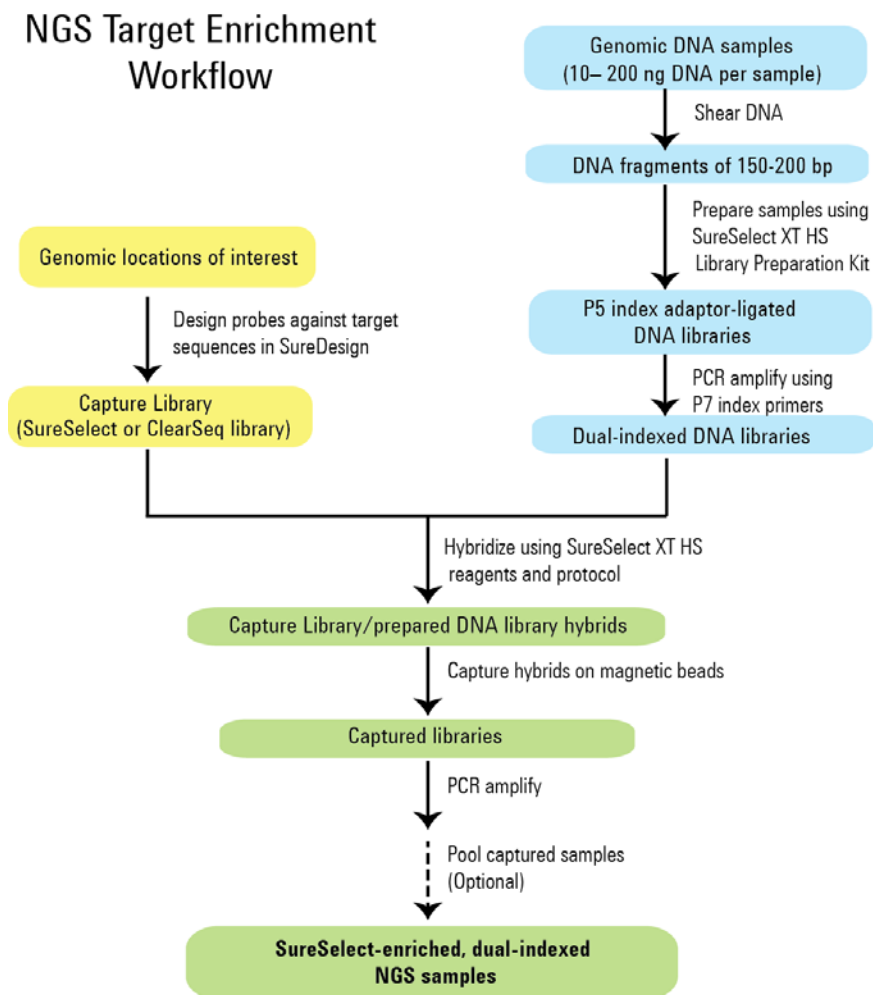 NGS Target Enrichment
Workflow
Genomic DNA samples
(10– 200 ng DNA per sample)
Shear DNA
DNA fragments of 150-200 bp
Prepare samples using
SureSelect XT HS
Library Preparation Kit
P5 index adaptor-ligated
DNA libraries
PCR amplify using
P7 index primers
Dual-indexed DNA libraries
Genomic locations of interest
Design probes against target
sequences in SureDesign
Capture Library
(SureSelect or ClearSeq library)
Hybridize using SureSelect XT HS
reagents and protocol
Capture Library/prepared DNA library hybrids
Capture hybrids on magnetic beads
Captured libraries
PCR amplify
Pool captured samples
(Optional)
SureSelect-enriched, dual-indexed
NGS samples